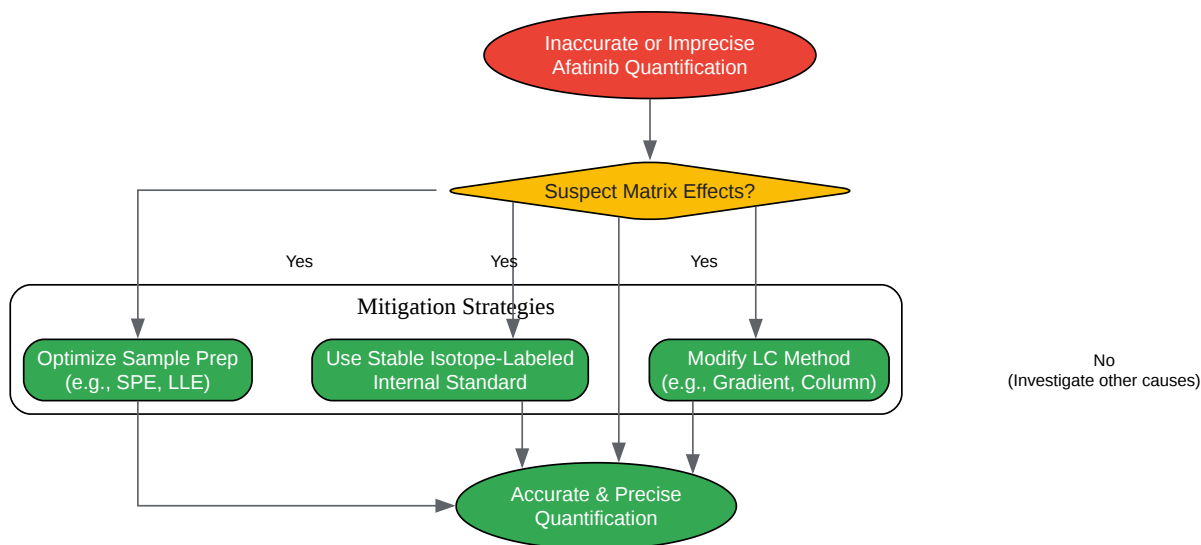 Inaccurate or Imprecise
Afatinib Quantification
Suspect Matrix Effects?
Yes
Yes
Yes
Mitigation Strategies
Optimize Sample Prep
(e.g., SPE, LLE)
Use Stable Isotope-Labeled
Internal Standard
Modify LC Method
(e.g., Gradient, Column)
No
(Investigate other causes)
Accurate & Precise
Quantification